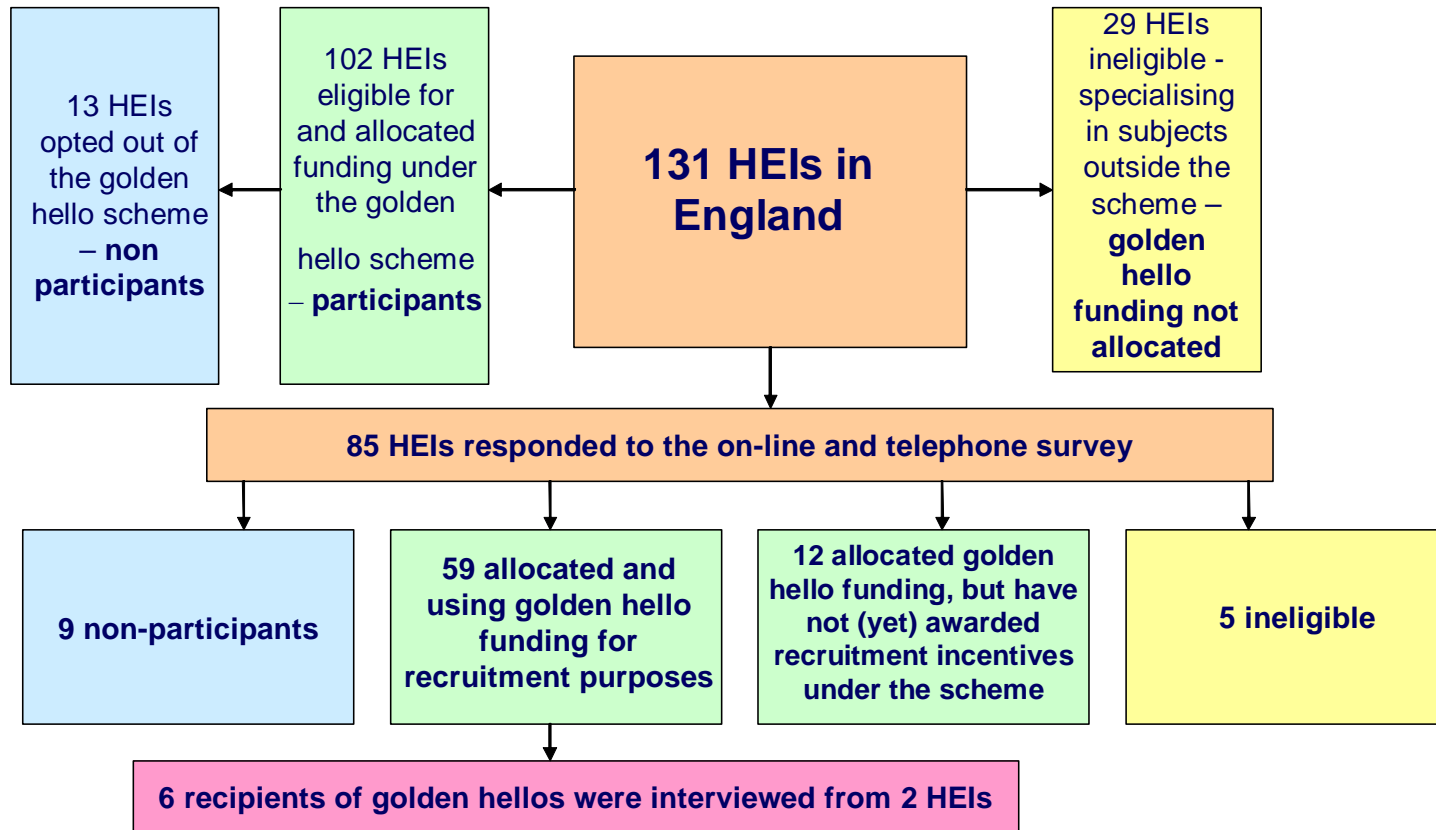 13 HEIs
opted out of
the golden
hello scheme
– non
participants
102 HEIs
eligible for
and allocated
funding under
the golden
hello scheme
– participants
131 HEIs in
England
29 HEIs
ineligible -
specialising
in subjects
outside the
scheme –
golden
hello
funding not
allocated
85 HEIs responded to the on-line and telephone survey
9 non-participants
59 allocated and
using golden hello
funding for
recruitment purposes
12 allocated golden
hello funding, but have
not (yet) awarded
recruitment incentives
under the scheme
5 ineligible
6 recipients of golden hellos were interviewed from 2 HEIs